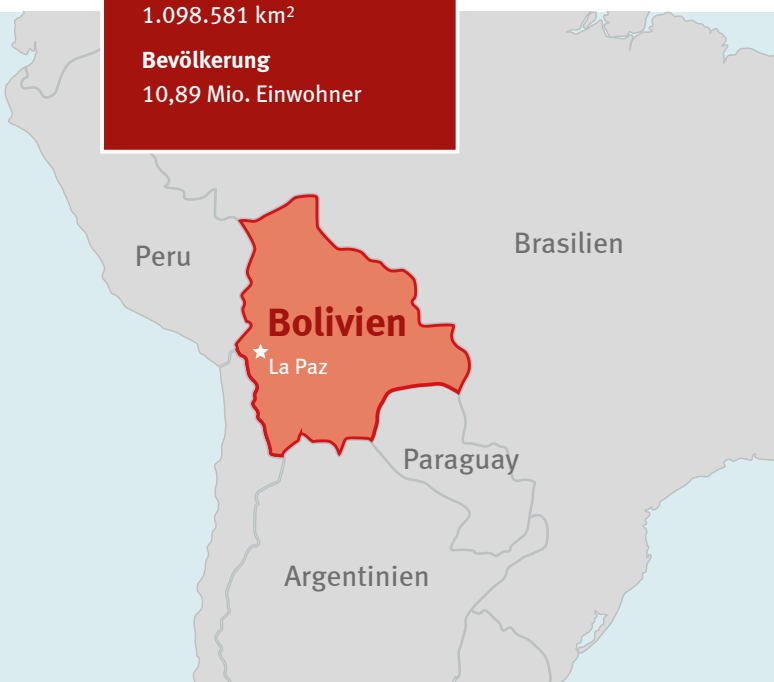 1.098.581 km²
Bevölkerung
10,89 Mio. Einwohner
Peru
Brasilien
Bolivien
La Paz
Paraguay
Argentinien